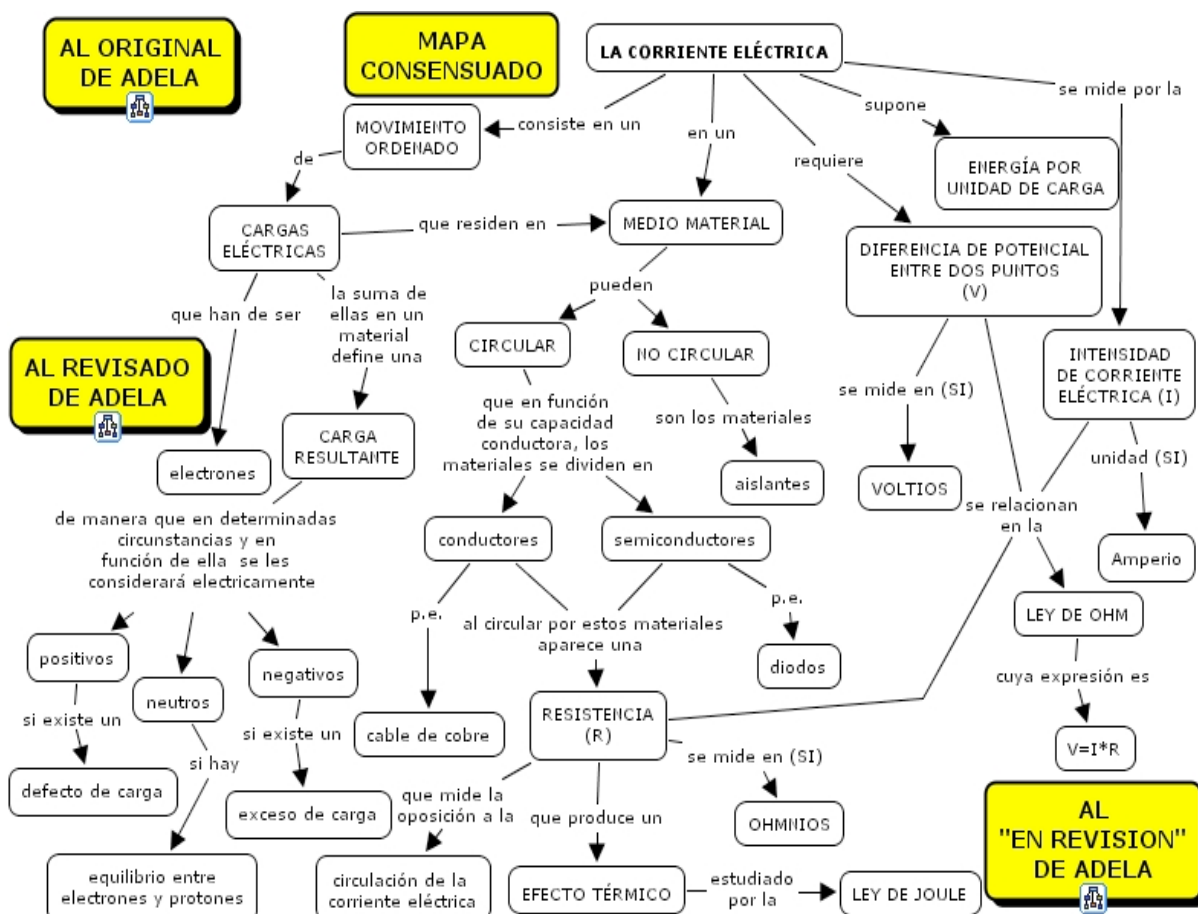 AL ORIGINAL
DE ADELA
MAPA
CONSENSUADO
LA CORRIENTE ELÉCTRICA
consiste en un
en un
requiere
supone
se mide por la
MOVIMIENTO
ORDENADO
de
ENERGÍA POR
UNIDAD DE CARGA
CARGAS
ELÉCTRICAS
que residen en
MEDIO MATERIAL
DIFERENCIA DE POTENCIAL
ENTRE DOS PUNTOS
(V)
que han de ser
la suma de
ellas en un
material
define una
pueden
AL REVISADO
DE ADELA
CIRCULAR
NO CIRCULAR
INTENSIDAD
DE CORRIENTE
ELÉCTRICA (I)
se mide en (SI)
que en función
de su capacidad
conductora, los
materiales se dividen en
son los materiales
CARGA
RESULTANTE
electrones
aislantes
VOLTIOS
unidad (SI)
se relacionan
en la
de manera que en determinadas
circunstancias y en
función de ella se les
considerará electricamente
conductores
semiconductores
Amperio
p.e.
al circular por estos materiales
aparece una
p.e.
LEY DE OHM
positivos
neutros
negativos
diodos
cuya expresión es
si existe un
si hay
si existe un
cable de cobre
RESISTENCIA
(R)
se mide en (SI)
V=I*R
defecto de carga
exceso de carga
que mide la
oposición a la
que produce un
OHMNIOS
AL
"EN REVISION"
DE ADELA
equilibrio entre
electrones y protones
circulación de la
corriente eléctrica
EFECTO TÉRMICO
estudiado
por la
LEY DE JOULE